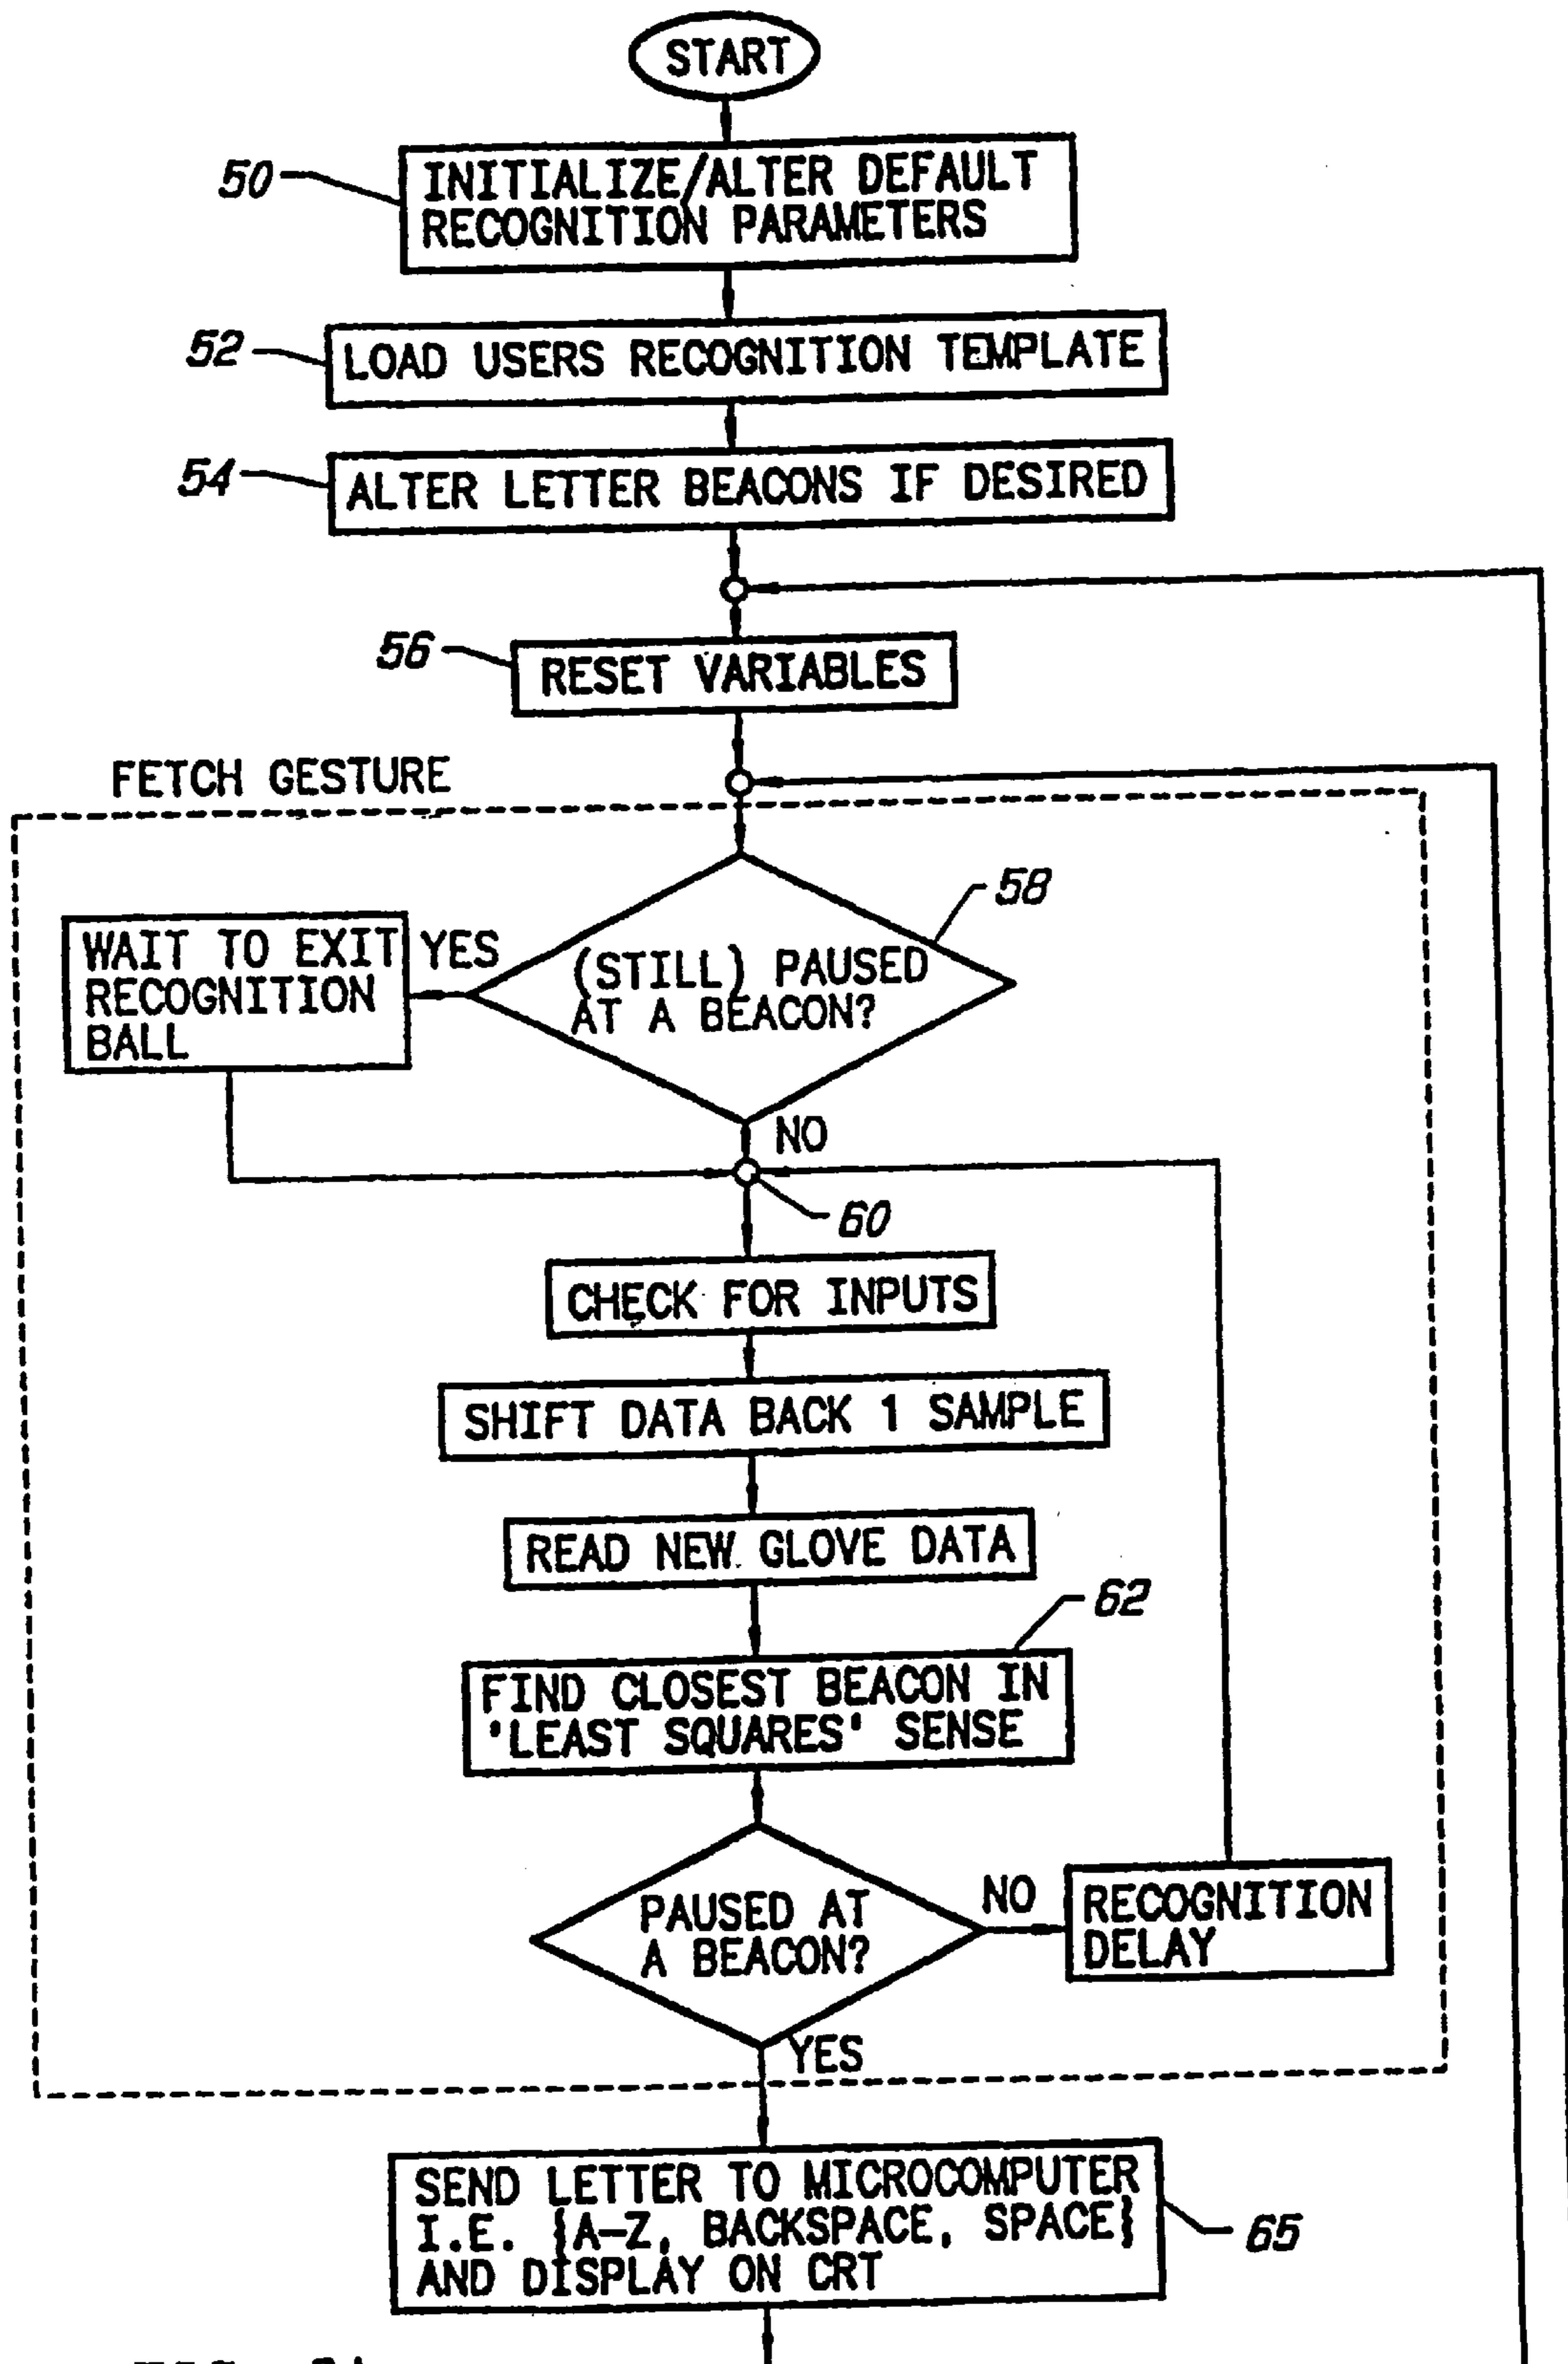 START
50
INITIALIZE/ALTER DEFAULT
RECOGNITION PARAMETERS
52
LOAD USERS RECOGNITION TEMPLATE
54
ALTER LETTER BEACONS IF DESIRED
56
RESET VARIABLES
FETCH GESTURE
58
WAIT TO EXIT
RECOGNITION
BALL
YES
(STILL) PAUSED
AT A BEACON?
NO
60
CHECK FOR INPUTS
SHIFT DATA BACK 1 SAMPLE
READ NEW GLOVE DATA
62
FIND CLOSEST BEACON IN
'LEAST SQUARES' SENSE
PAUSED AT
A BEACON?
NO
RECOGNITION
DELAY
YES
SEND LETTER TO MICROCOMPUTER
I.E. {A-Z, BACKSPACE, SPACE}
AND DISPLAY ON CRT
65